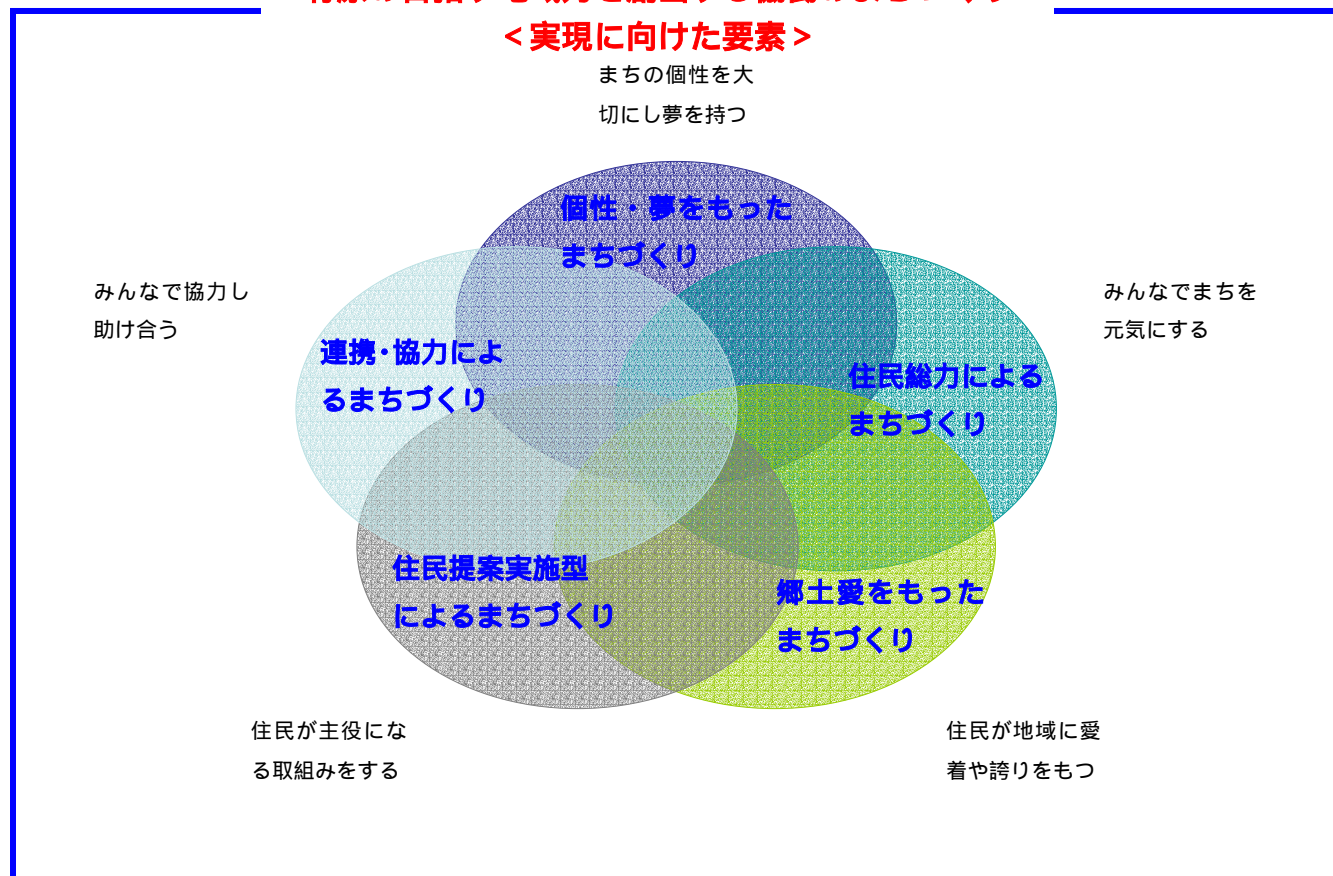 ＜実現に向けた要素＞
まちの個性を大
切にし夢を持つ
個性・夢をもった
まちづくり
みんなで協力し
助け合う
みんなでまちを
元気にする
連携･協力によ
るまちづくり
住民総力による
まちづくり
住民提案実施型
によるまちづくり
郷土愛をもった
まちづくり
住民が主役にな
る取組みをする
住民が地域に愛
着や誇りをもつ